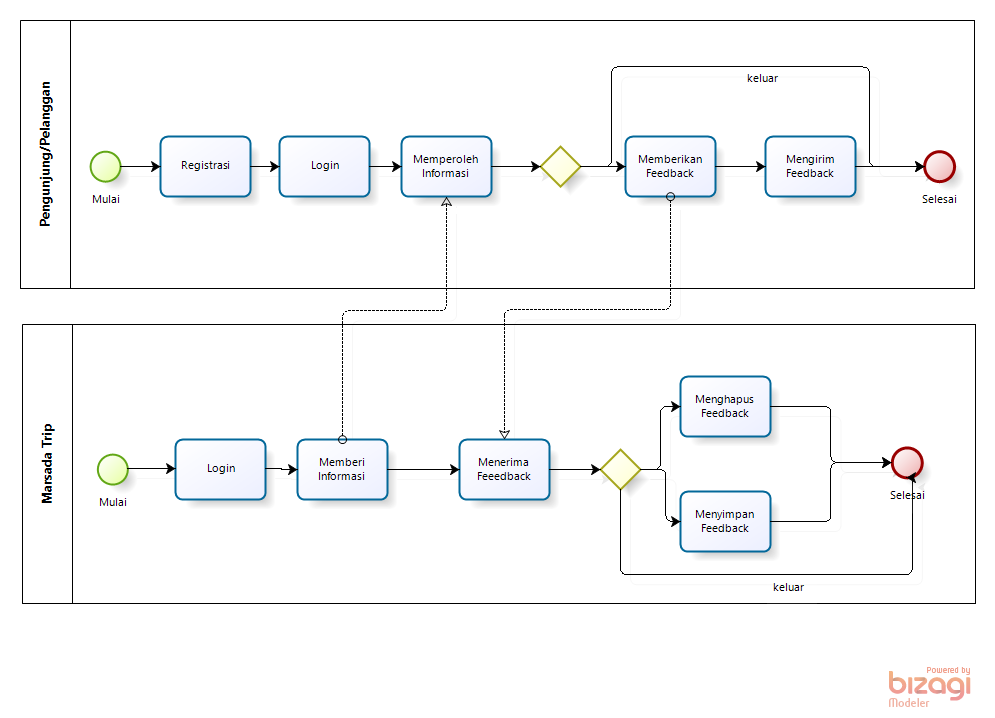 Pengunjung/Pelanggan
keluar
Mulai
Registrasi
Login
Memperoleh
Informasi
Memberikan
Feedback
Mengirim
Feedback
Selesai
Marsada Trip
Mulai
Login
Memberi
Informasi
Menerima
Feeedback
Menghapus
Feedback
Menyimpan
Feedback
Selesai
keluar
Powered by
bizagi
Modeler